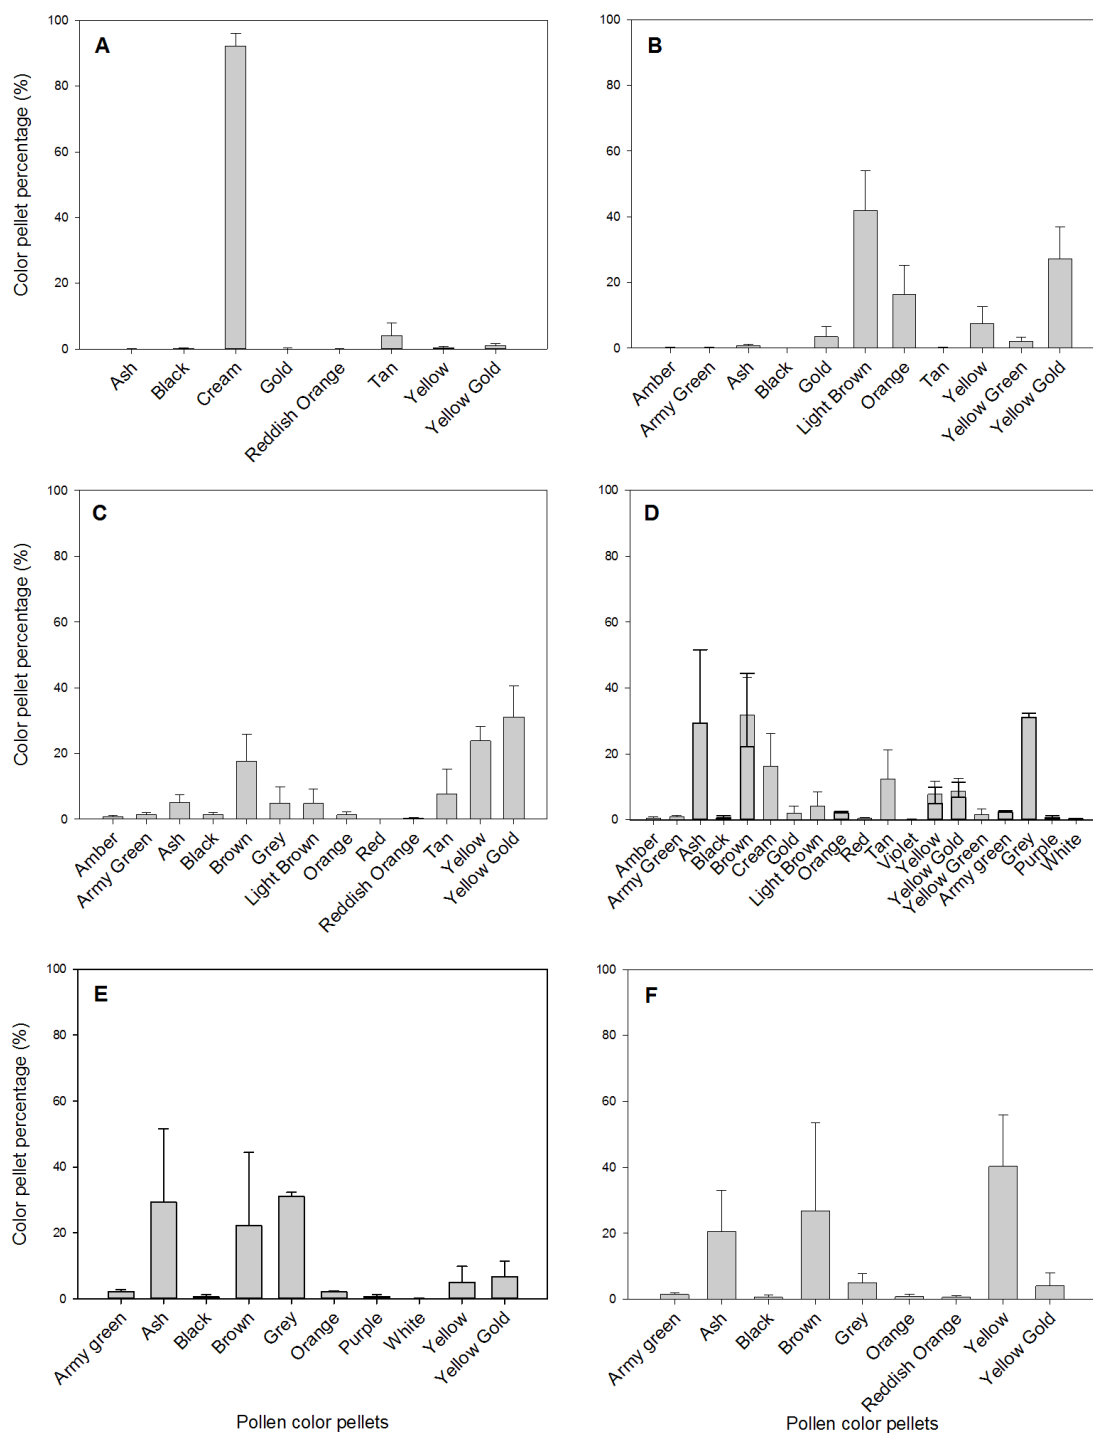 A
Color pellet percentage (%)
100
80
60
40
20
0
Ash
Black
Cream
Gold
Reddish Orange
Tan
Yellow
Yellow Gold
B
100
80
60
40
20
0
Amber
Army Green
Ash
Black
Gold
Light Brown
Orange
Tan
Yellow
Yellow Green
Yellow Gold
C
Color pellet percentage (%)
100
80
60
40
20
0
Amber
Army Green
Ash
Black
Brown
Grey
Light Brown
Orange
Red
Reddish Orange
Tan
Yellow
Yellow Gold
D
100
80
60
40
20
0
Amber
Army Green
Ash
Black
Brown
Cream
Gold
Light Brown
Orange
Red
Tan
Violet
Yellow
Yellow Gold
Yellow Green
Army green
Grey
Purple
White
E
Color pellet percentage (%)
100
80
60
40
20
0
Army green
Ash
Black
Brown
Grey
Orange
Purple
White
Yellow
Yellow Gold
Pollen color pellets
F
100
80
60
40
20
0
Army green
Ash
Black
Brown
Grey
Orange
Reddish Orange
Yellow
Yellow Gold
Pollen color pellets